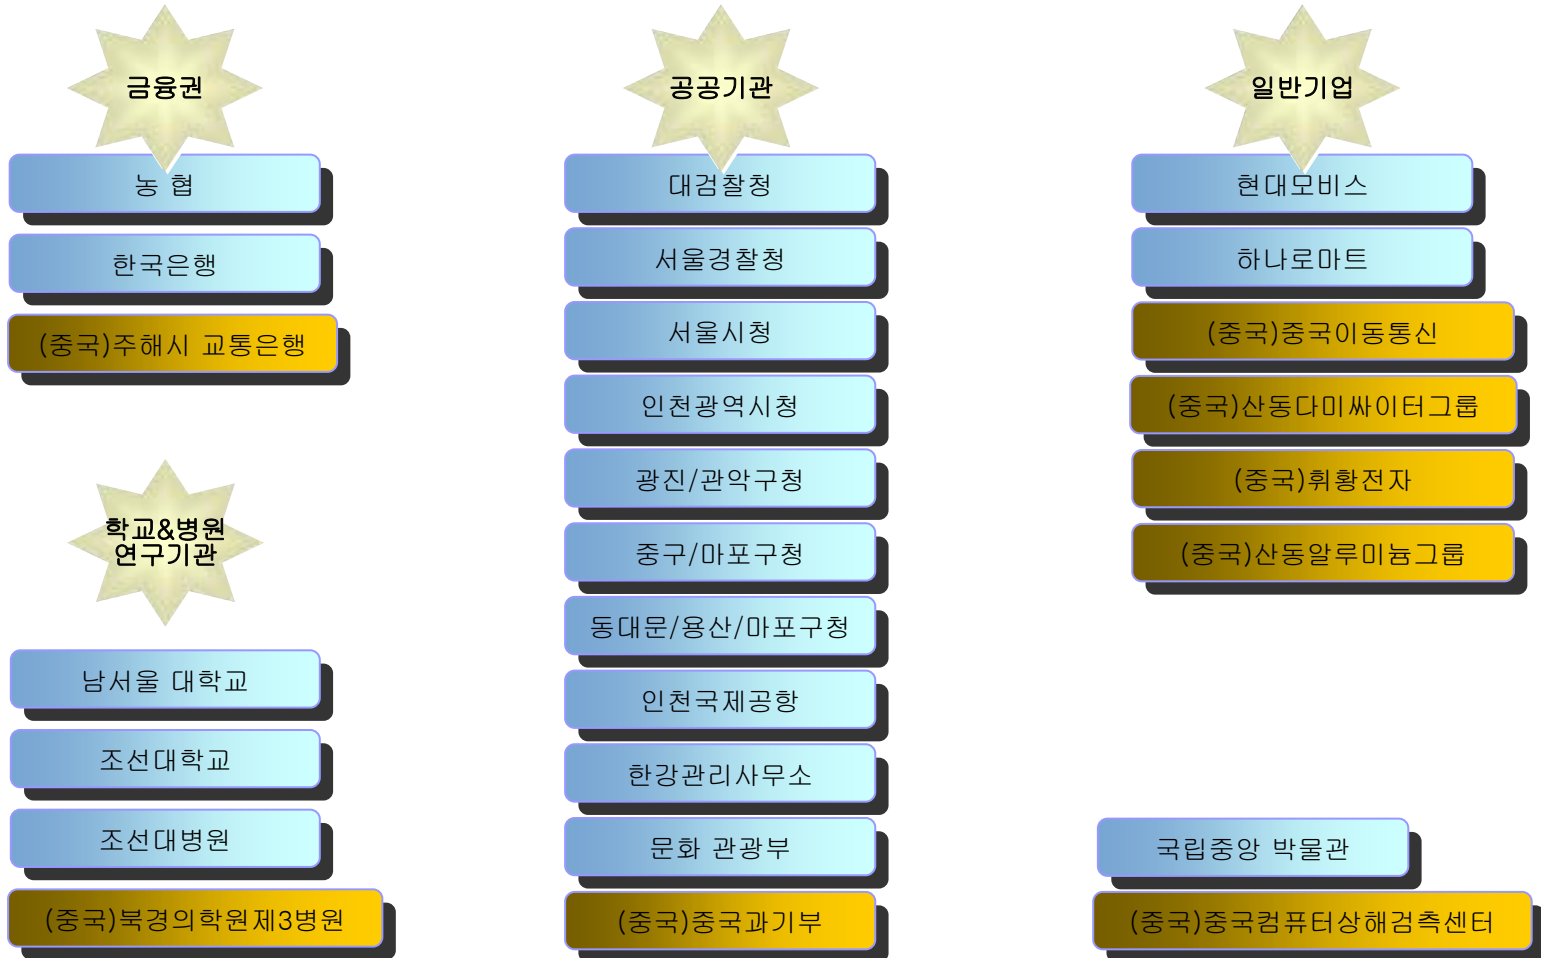 금융권
농 협
한국은행
(중국)주해시 교통은행
학교&병원
연구기관
남서울 대학교
조선대학교
조선대병원
(중국)북경의학원제3병원
공공기관
대검찰청
서울경찰청
서울시청
인천광역시청
광진/관악구청
중구/마포구청
동대문/용산/마포구청
인천국제공항
한강관리사무소
문화 관광부
(중국)중국과기부
일반기업
현대모비스
하나로마트
(중국)중국이동통신
(중국)산동다미싸이터그룹
(중국)휘황전자
(중국)산동알루미늄그룹
국립중앙 박물관
(중국)중국컴퓨터상해검측센터